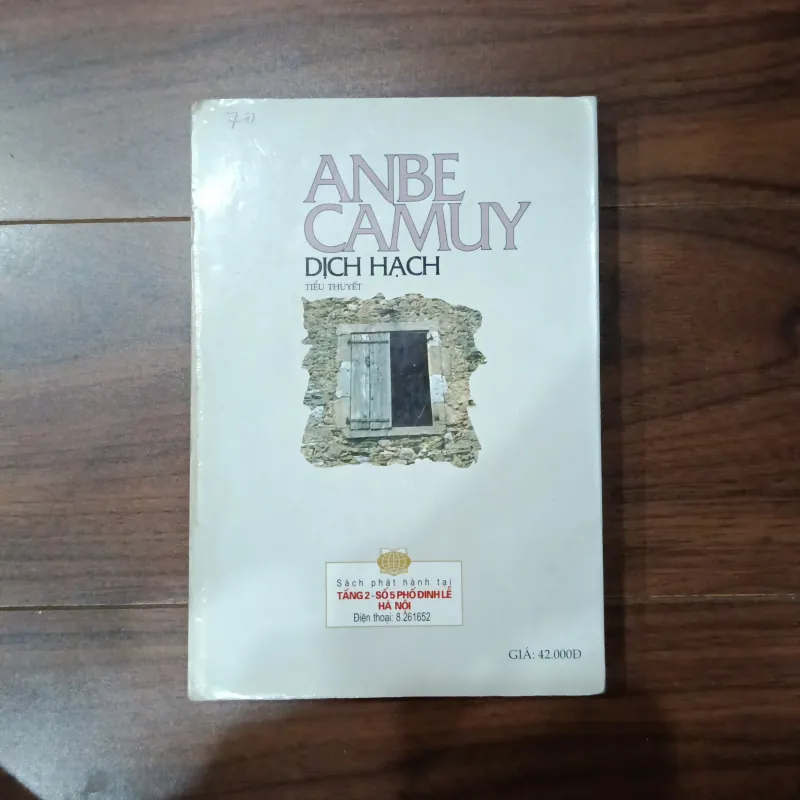 70
ANBE
CAMUY
DỊCH HẠCH
TIỂU THUYẾT
Sách phát hành tại
TẦNG 2 - SỐ 5 PHỐ ĐINH LỄ
HÀ NỘI
Điện thoại: 8.261652
GIÁ: 42.000Đ